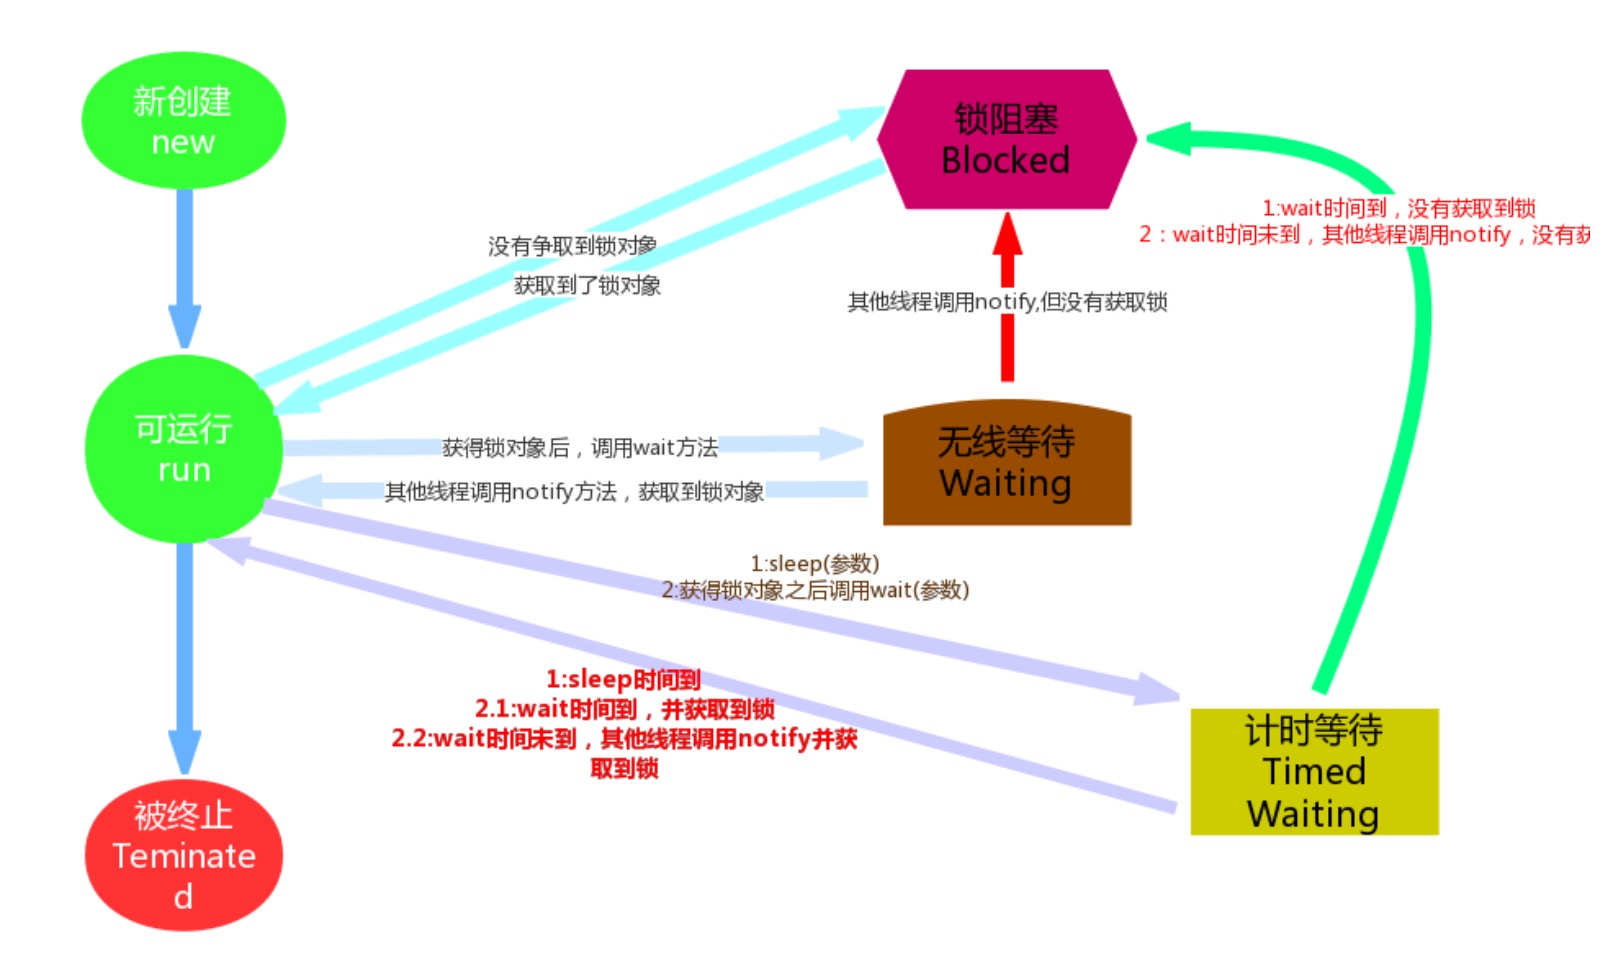 新创建
new
锁阻塞
Blocked
1:wait时间到，没有获取到锁
2：wait时间未到，其他线程调用notify，没有
没有争取到锁对象
获取到了锁对象
其他线程调用notify,但没有获取锁
可运行
run
获得锁对象后，调用wait方法
其他线程调用notify方法，获取到锁对象
无线等待
Waiting
1:sleep(参数)
2:获得锁对象之后调用wait(参数)
1:sleep时间到
2.1:wait时间到，并获取到锁
2.2:wait时间未到，其他线程调用notify并获
取到锁
计时等待
Timed
Waiting
被终止
Teminate
d